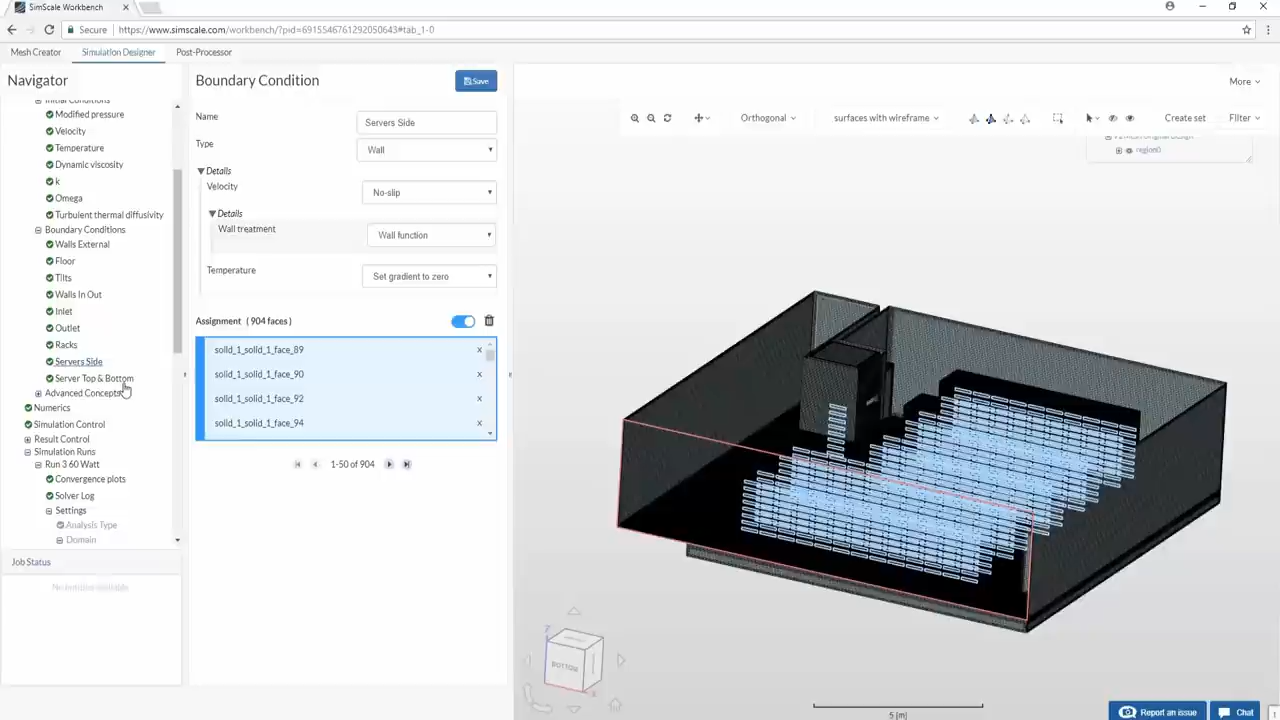 SimScale Workbench
Secure https://www.simscale.com/workbench/?pid=6915546761292050643#tab_1-0
Mesh Creator Simulation Designer Post-Processor
Navigator
Initial Conditions
Modified pressure
Velocity
Temperature
Dynamic viscosity
k
Omega
Turbulent thermal diffusivity
Boundary Conditions
Walls External
Floor
Tilts
Walls In Out
Inlet
Outlet
Racks
Servers Side
Server Top & Bottom
Advanced Concepts
Numerics
Simulation Control
Result Control
Simulation Runs
Run 3 60 Watt
Convergence plots
Solver Log
Settings
Analysis Type
Domain
Job Status
Boundary Condition
Save
Name Servers Side
Type Wall
Details
Velocity No-slip
Details
Wall treatment Wall function
Temperature Set gradient to zero
Assignment ( 904 faces )
solid_1_solid_1_face_89 x
solid_1_solid_1_face_90 x
solid_1_solid_1_face_92 x
solid_1_solid_1_face_94 x
1-50 of 904
More
Orthogonal surfaces with wireframe Create set Filter
region0
Z
BOTTOM
X
5 [m]
Report an issue Chat